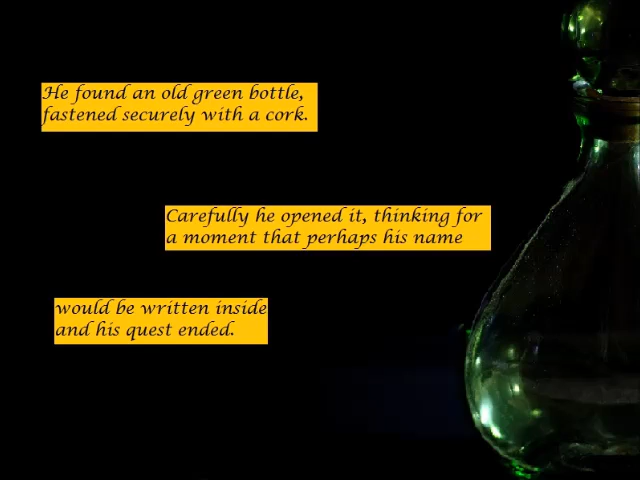 He found an old green bottle,
fastened securely with a cork.
Carefully he opened it, thinking for
a moment that perhaps his name
would be written inside
and his quest ended.